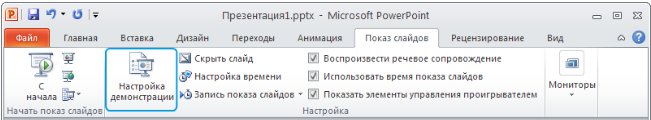 Презентация1.pptx - Microsoft PowerPoint
Файл Главная Вставка Дизайн Переходы Анимация Показ слайдов Рецензирование Вид
С начала
Настройка демонстрации
Скрыть слайд
Настройка времени
Запись показа слайдов
Воспроизвести речевое сопровождение
Использовать время показа слайдов
Показать элементы управления проигрывателем
Мониторы
Начать показ слайдов
Настройка